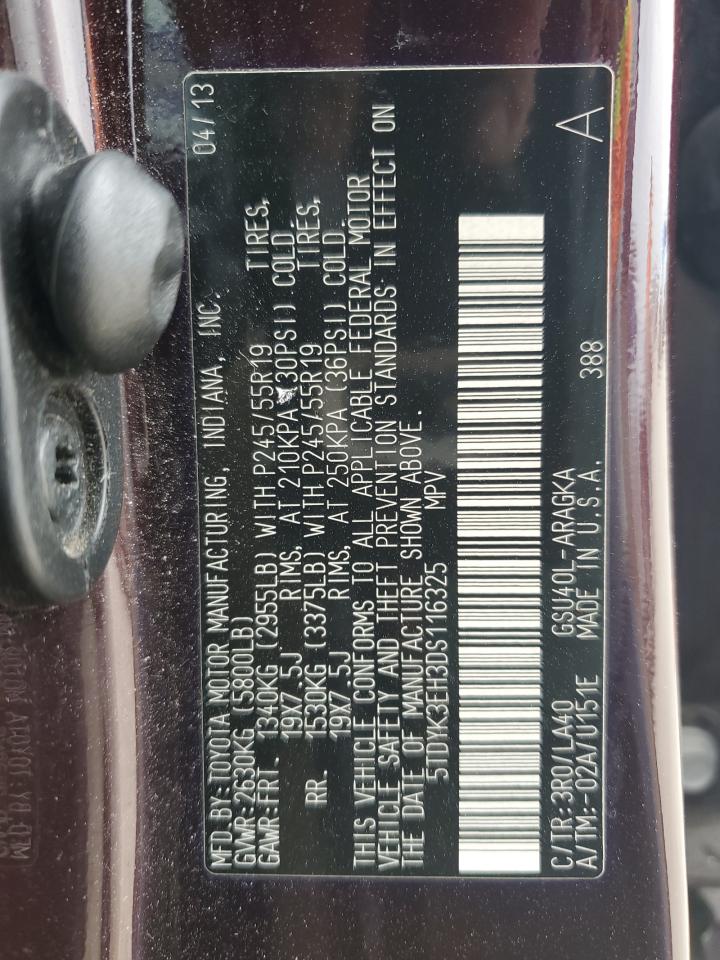 MFD BY:TOYOTA MOTOR MANUFACTURING, INDIANA, INC. 04/13
GVWR:2630KG (5800LB)
GAWR:FRT. 1340KG (2955LB) WITH P245/55R19 TIRES,
19X7.5J RIMS, AT 210KPA (30PSI) COLD.
RR. 1530KG (3375LB) WITH P245/55R19 TIRES,
19X7.5J RIMS, AT 250KPA (36PSI) COLD.
THIS VEHICLE CONFORMS TO ALL APPLICABLE FEDERAL MOTOR
VEHICLE SAFETY AND THEFT PREVENTION STANDARDS IN EFFECT ON
THE DATE OF MANUFACTURE SHOWN ABOVE.
5TDYK3EH3DS116325 MPV
C/TR:3R0/LA40 GSU40L-ARAGKA 388
A/TM:-02A/U151E MADE IN U.S.A. A